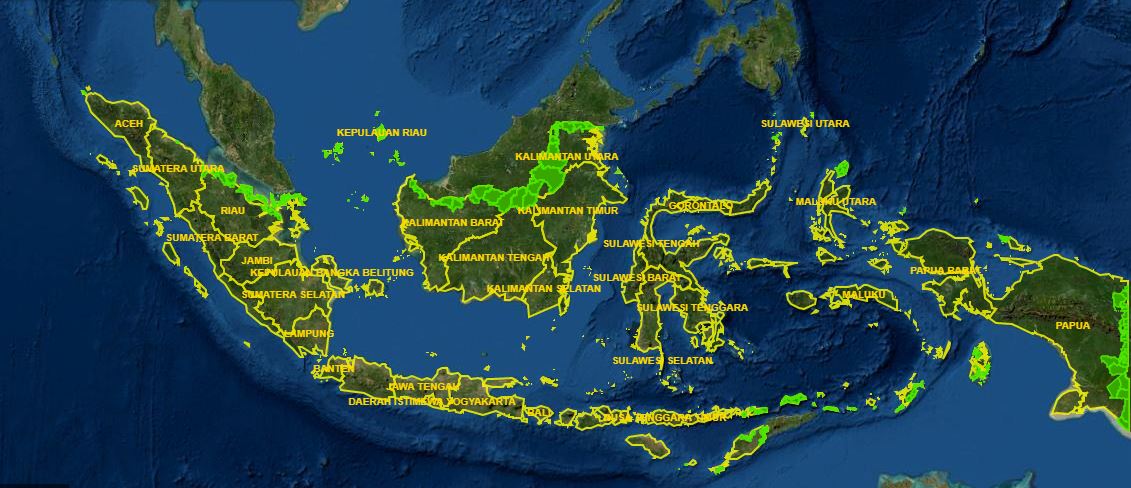 ACEH
KEPULAUAN RIAU
SULAWESI UTARA
KALIMANTAN UTARA
SUMATERA UTARA
MALUKU UTARA
GORONTALO
RIAU
KALIMANTAN TIMUR
KALIMANTAN BARAT
SUMATERA BARAT
SULAWESI TENGAH
KALIMANTAN TENGAH
JAMBI
KEPULAUAN BANGKA BELITUNG
PAPUA BARAT
SULAWESI BARAT
KALIMANTAN SELATAN
SUMATERA SELATAN
MALUKU
SULAWESI TENGGARA
PAPUA
LAMPUNG
SULAWESI SELATAN
BANTEN
JAWA TENGAH
DAERAH ISTIMEWA YOGYAKARTA
BALI
NUSA TENGGARA TIMUR